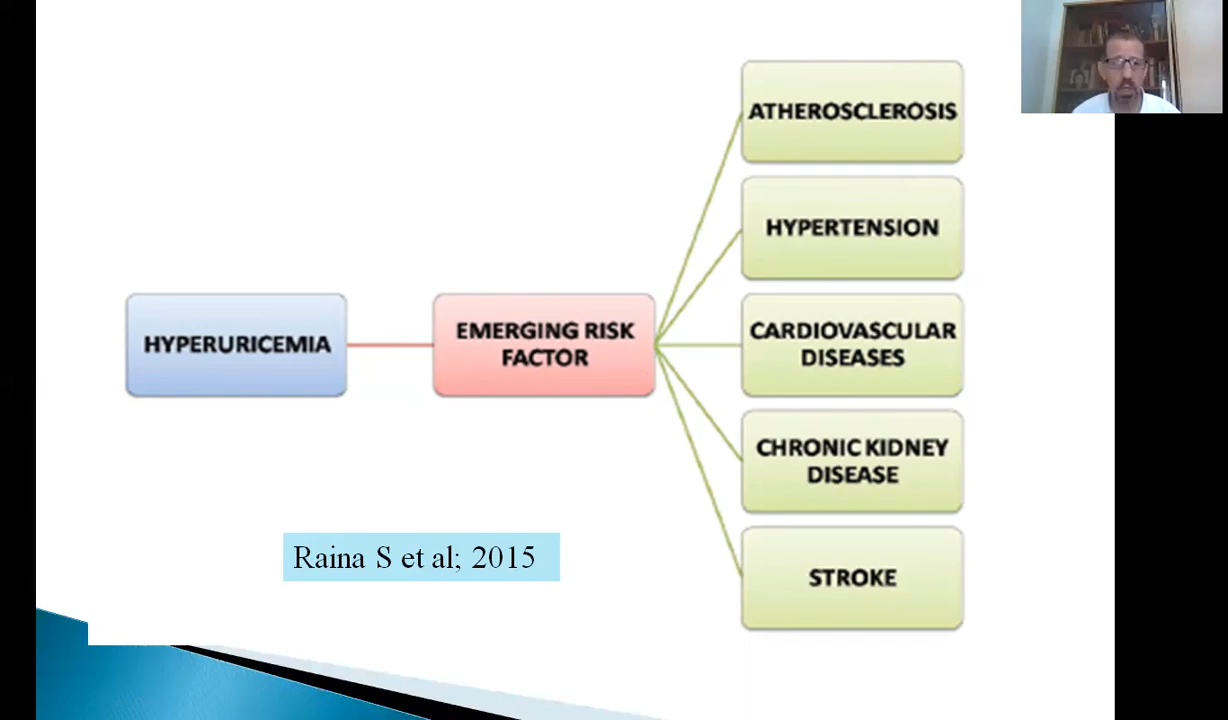 HYPERURICEMIA
EMERGING RISK
FACTOR
ATHEROSCLEROSIS
HYPERTENSION
CARDIOVASCULAR
DISEASES
CHRONIC KIDNEY
DISEASE
STROKE
Raina S et al; 2015